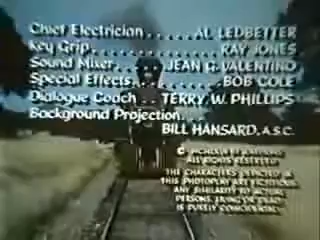 Chief Electrician.....AL LEDBETTER
Key Grip..........RAY JONES
Sound Mixer....JEAN G. VALENTINO
Special Effects........BOB COLE
Dialogue Coach...TERRY W. PHILLIPS
Background Projection...
BILL HANSARD, A.S.C.
ALL RIGHTS RESERVED
THE CHARACTERS DEPICTED IN
THIS PHOTOPLAY ARE FICTITIOUS
ANY SIMILARITY TO ACTUAL
PERSONS, LIVING OR DEAD
IS PURELY COINCIDENTAL